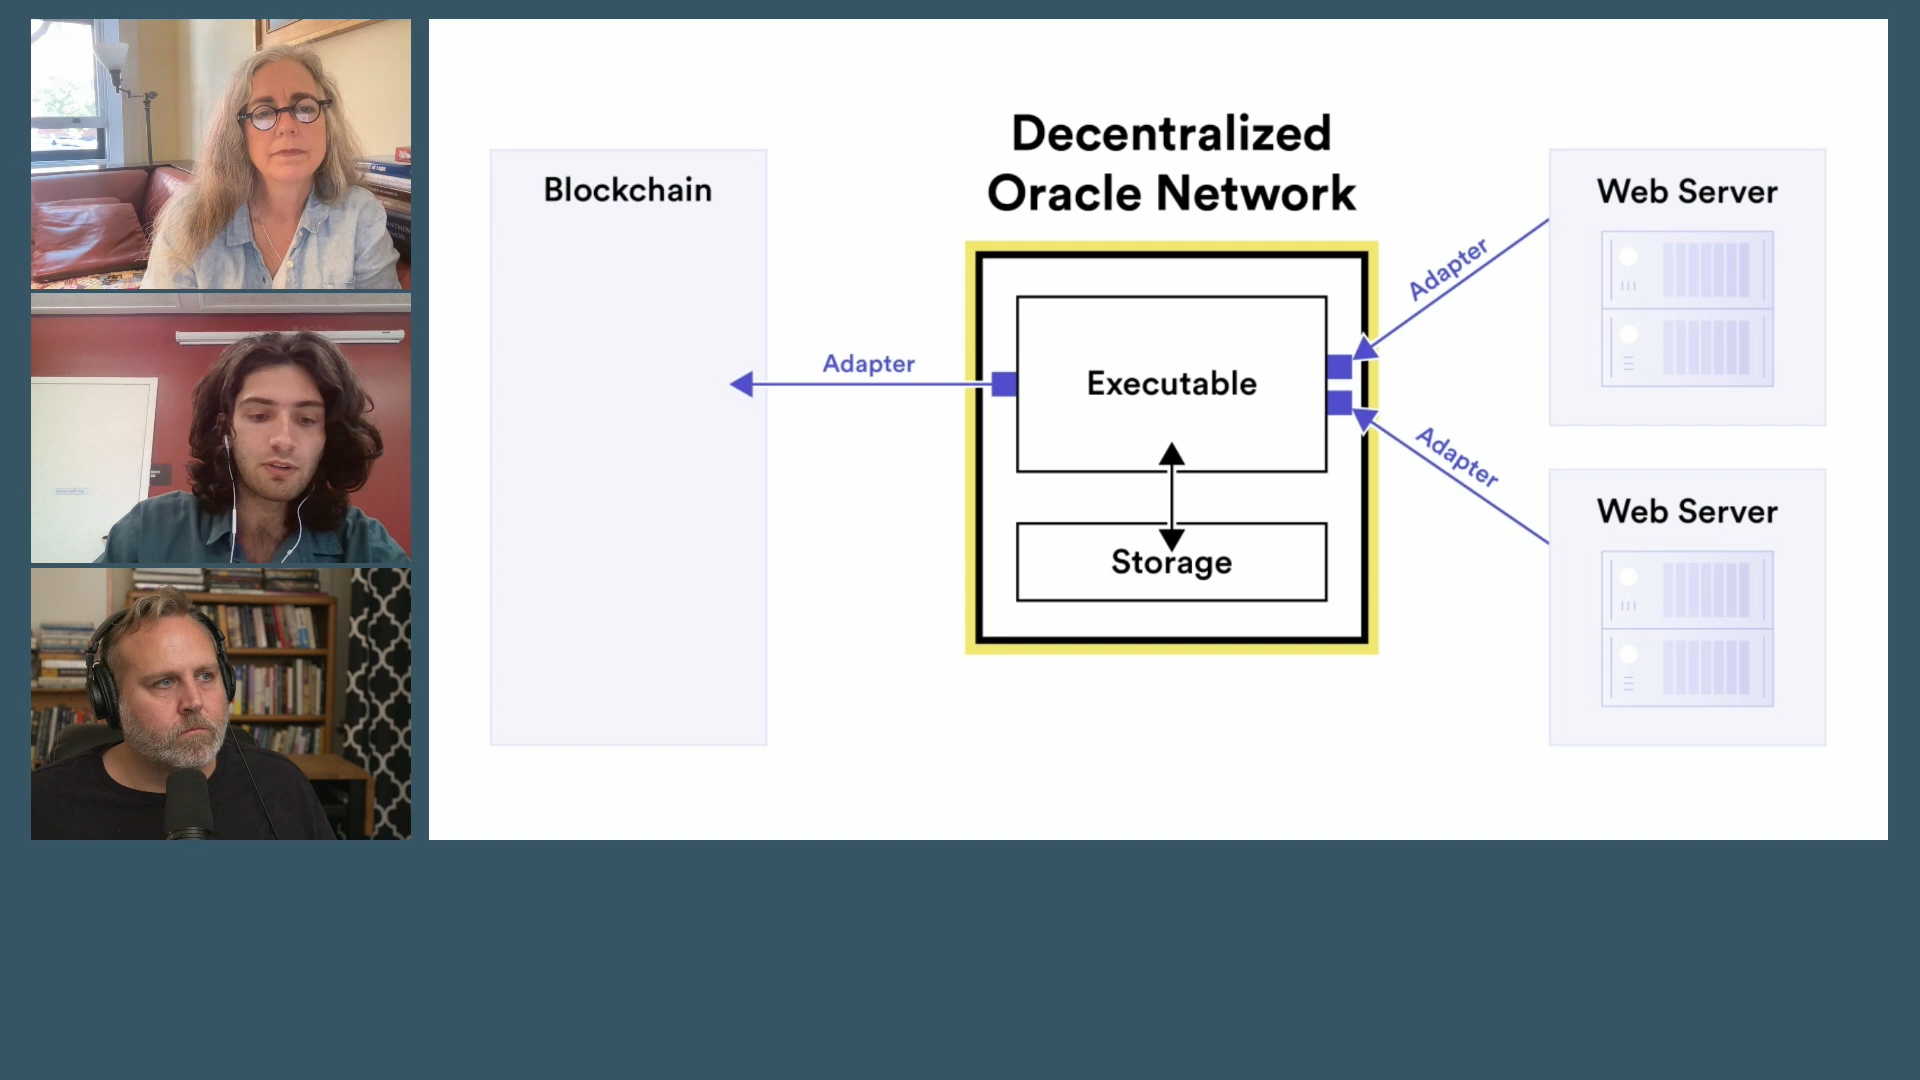 Decentralized
Oracle Network
Blockchain
Web Server
Adapter
Adapter
Executable
Adapter
Storage
Web Server